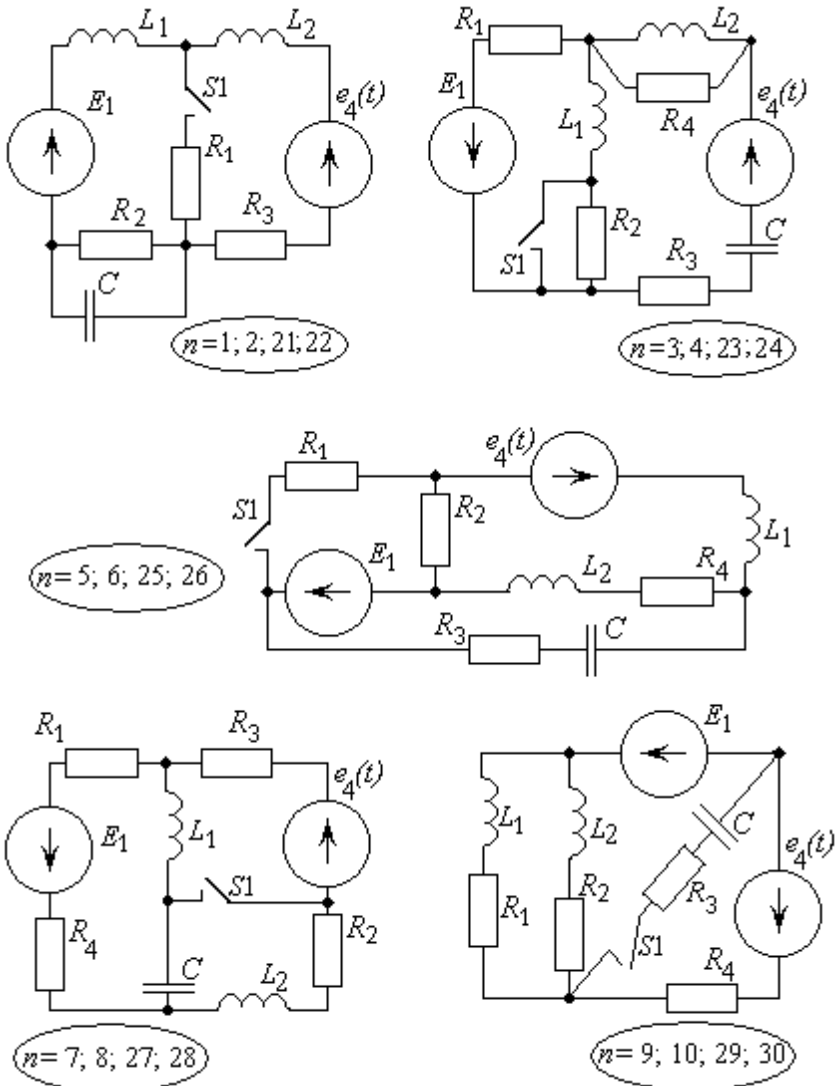 L1 L2
S1
E1 e4(t)
R1
R2 R3
C
n=1; 2; 21; 22
R1 L2
E1 e4(t)
L1 R4
R2 C
S1 R3
n=3; 4; 23; 24
R1 e4(t)
S1 R2 L1
E1 L2 R4
R3 C
n= 5; 6; 25; 26
R1 R3
e4(t)
E1 L1
S1
R4 R2
C L2
n= 7; 8; 27; 28
E1
L1 L2 C
e4(t)
R1 R2 R3
S1
R4
n= 9; 10; 29; 30